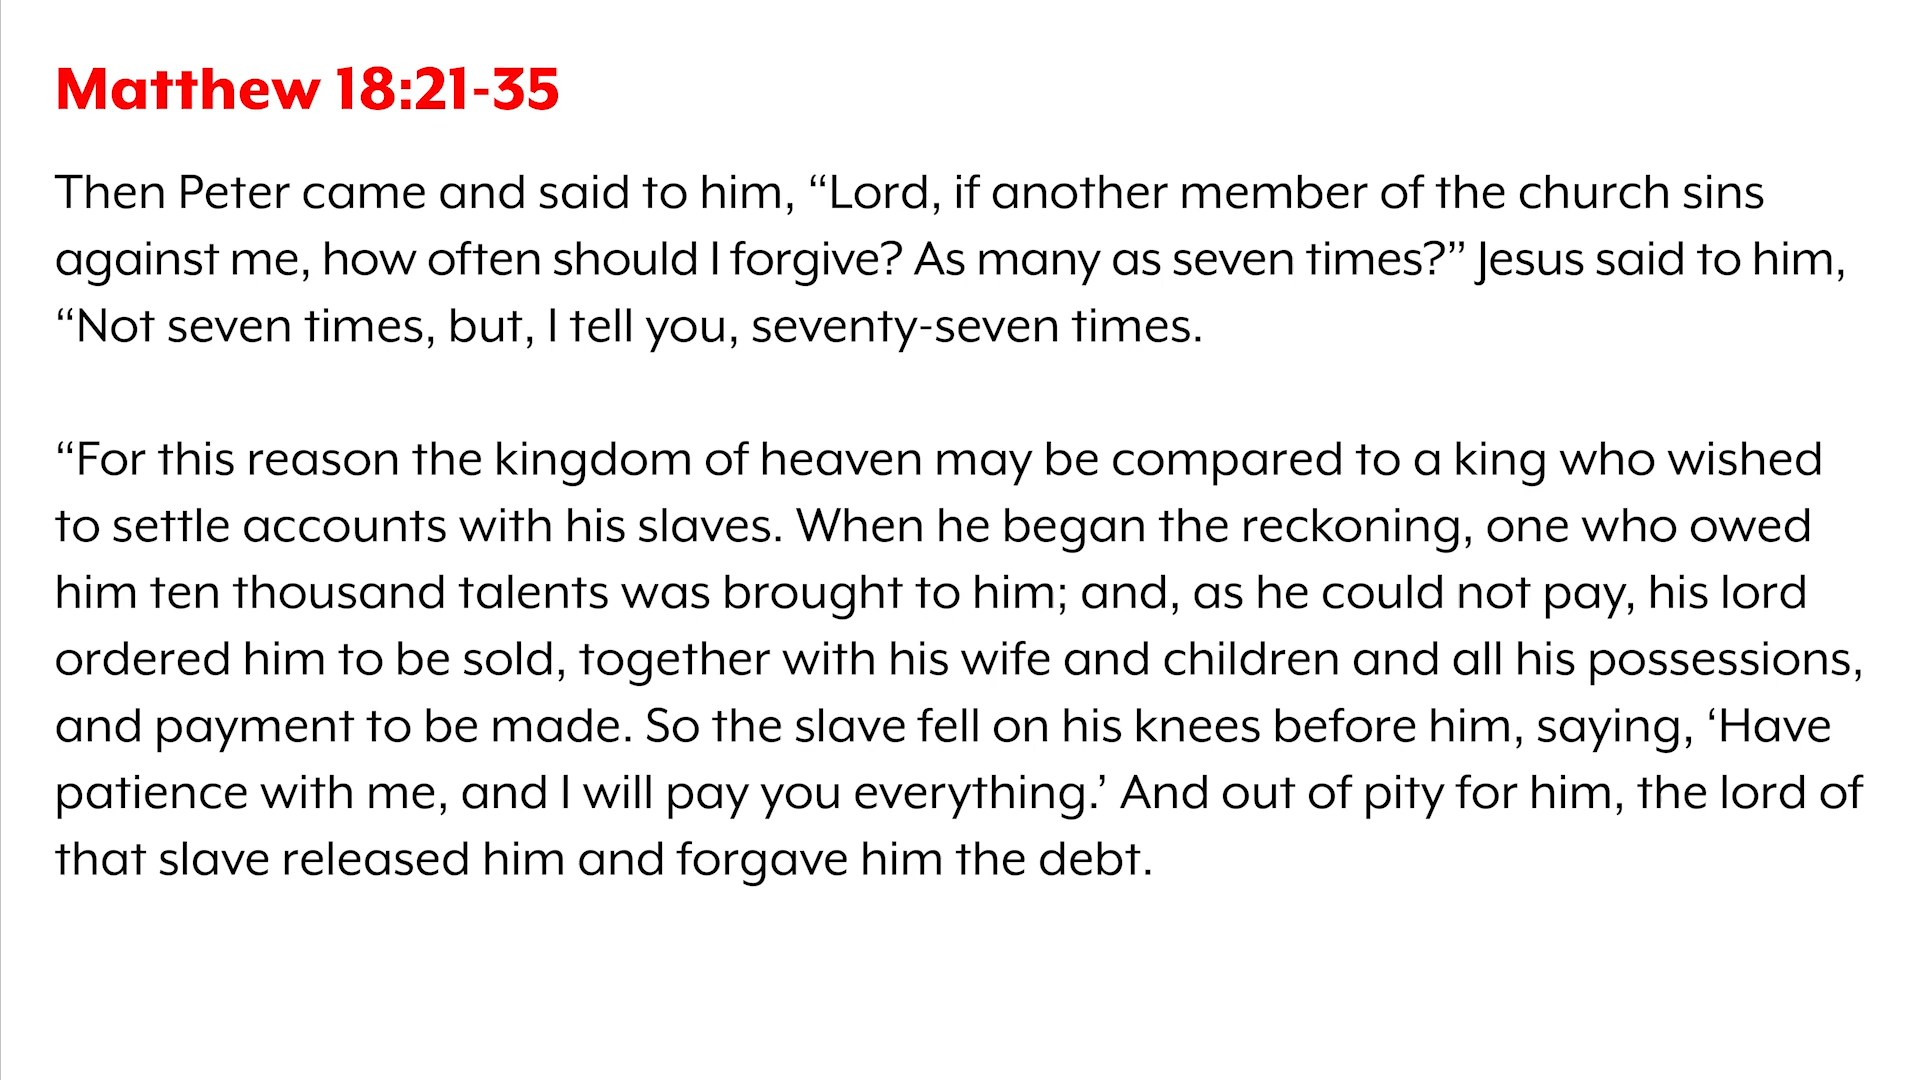 Matthew 18:21-35
Then Peter came and said to him, “Lord, if another member of the church sins
against me, how often should I forgive? As many as seven times?” Jesus said to him,
“Not seven times, but, I tell you, seventy-seven times.
“For this reason the kingdom of heaven may be compared to a king who wished
to settle accounts with his slaves. When he began the reckoning, one who owed
him ten thousand talents was brought to him; and, as he could not pay, his lord
ordered him to be sold, together with his wife and children and all his possessions,
and payment to be made. So the slave fell on his knees before him, saying, ‘Have
patience with me, and I will pay you everything.’ And out of pity for him, the lord of
that slave released him and forgave him the debt.